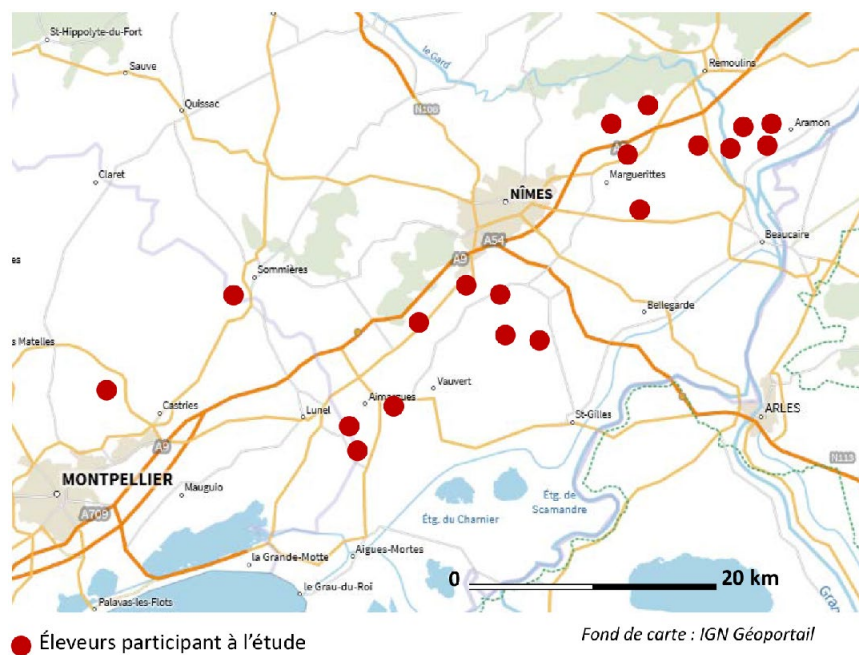 St-Hippolyte-du-Fort
le Gard
Remoulins
Sauve
Quissac
N106
Aramon
Claret
Marguerittes
NÎMES
A54
Beaucaire
A9
Sommières
Bellegarde
s Matelles
Vauvert
Aimargues
Castries
Lunel
St-Gilles
ARLES
A9
MONTPELLIER
Mauguio
N113
Étg. du Charnier
Étg. de
Scamandre
A709
la Grande-Motte
Aigues-Mortes
le Grau-du-Roi
0 20 km
Palavas-les-Flots
Éleveurs participant à l'étude
Fond de carte : IGN Géoportail